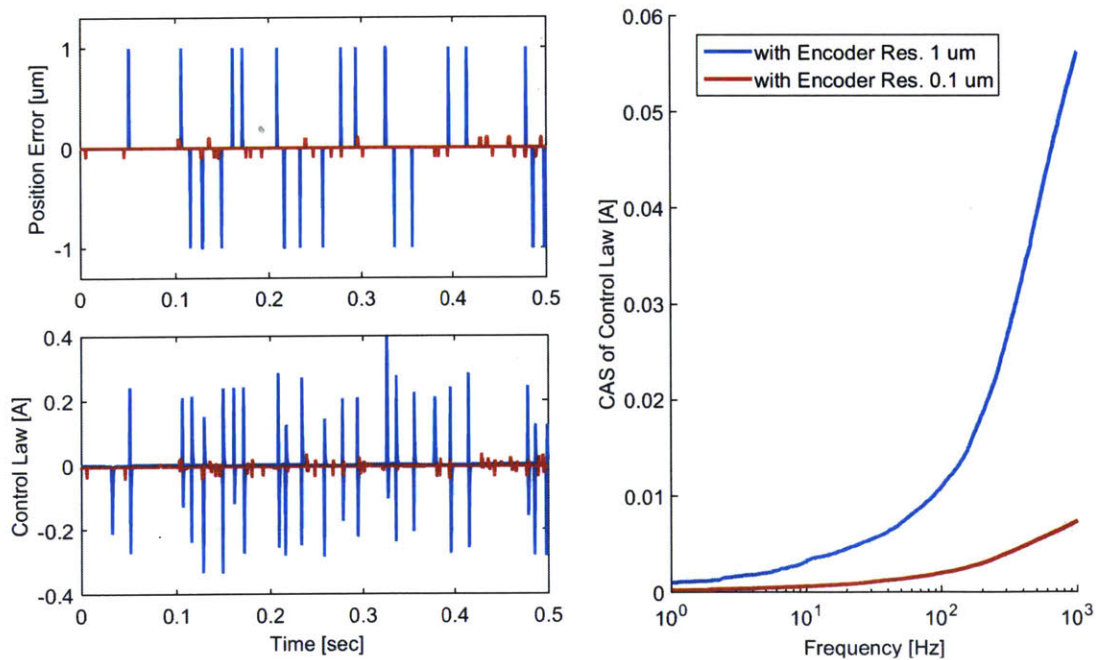 Position Error [um]
1
0
-1
0 0.1 0.2 0.3 0.4 0.5
Control Law [A]
0.4
0.2
0
-0.2
-0.4
0 0.1 0.2 0.3 0.4 0.5
Time [sec]
CAS of Control Law [A]
0.06
0.05
0.04
0.03
0.02
0.01
0
with Encoder Res. 1 um
with Encoder Res. 0.1 um
10^0 10^1 10^2 10^3
Frequency [Hz]